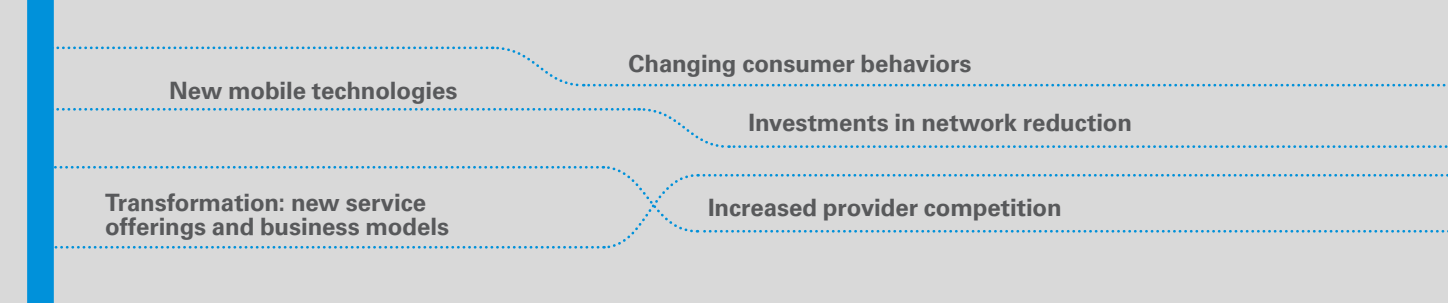 Changing consumer behaviors
New mobile technologies
Investments in network reduction
Transformation: new service
offerings and business models
Increased provider competition